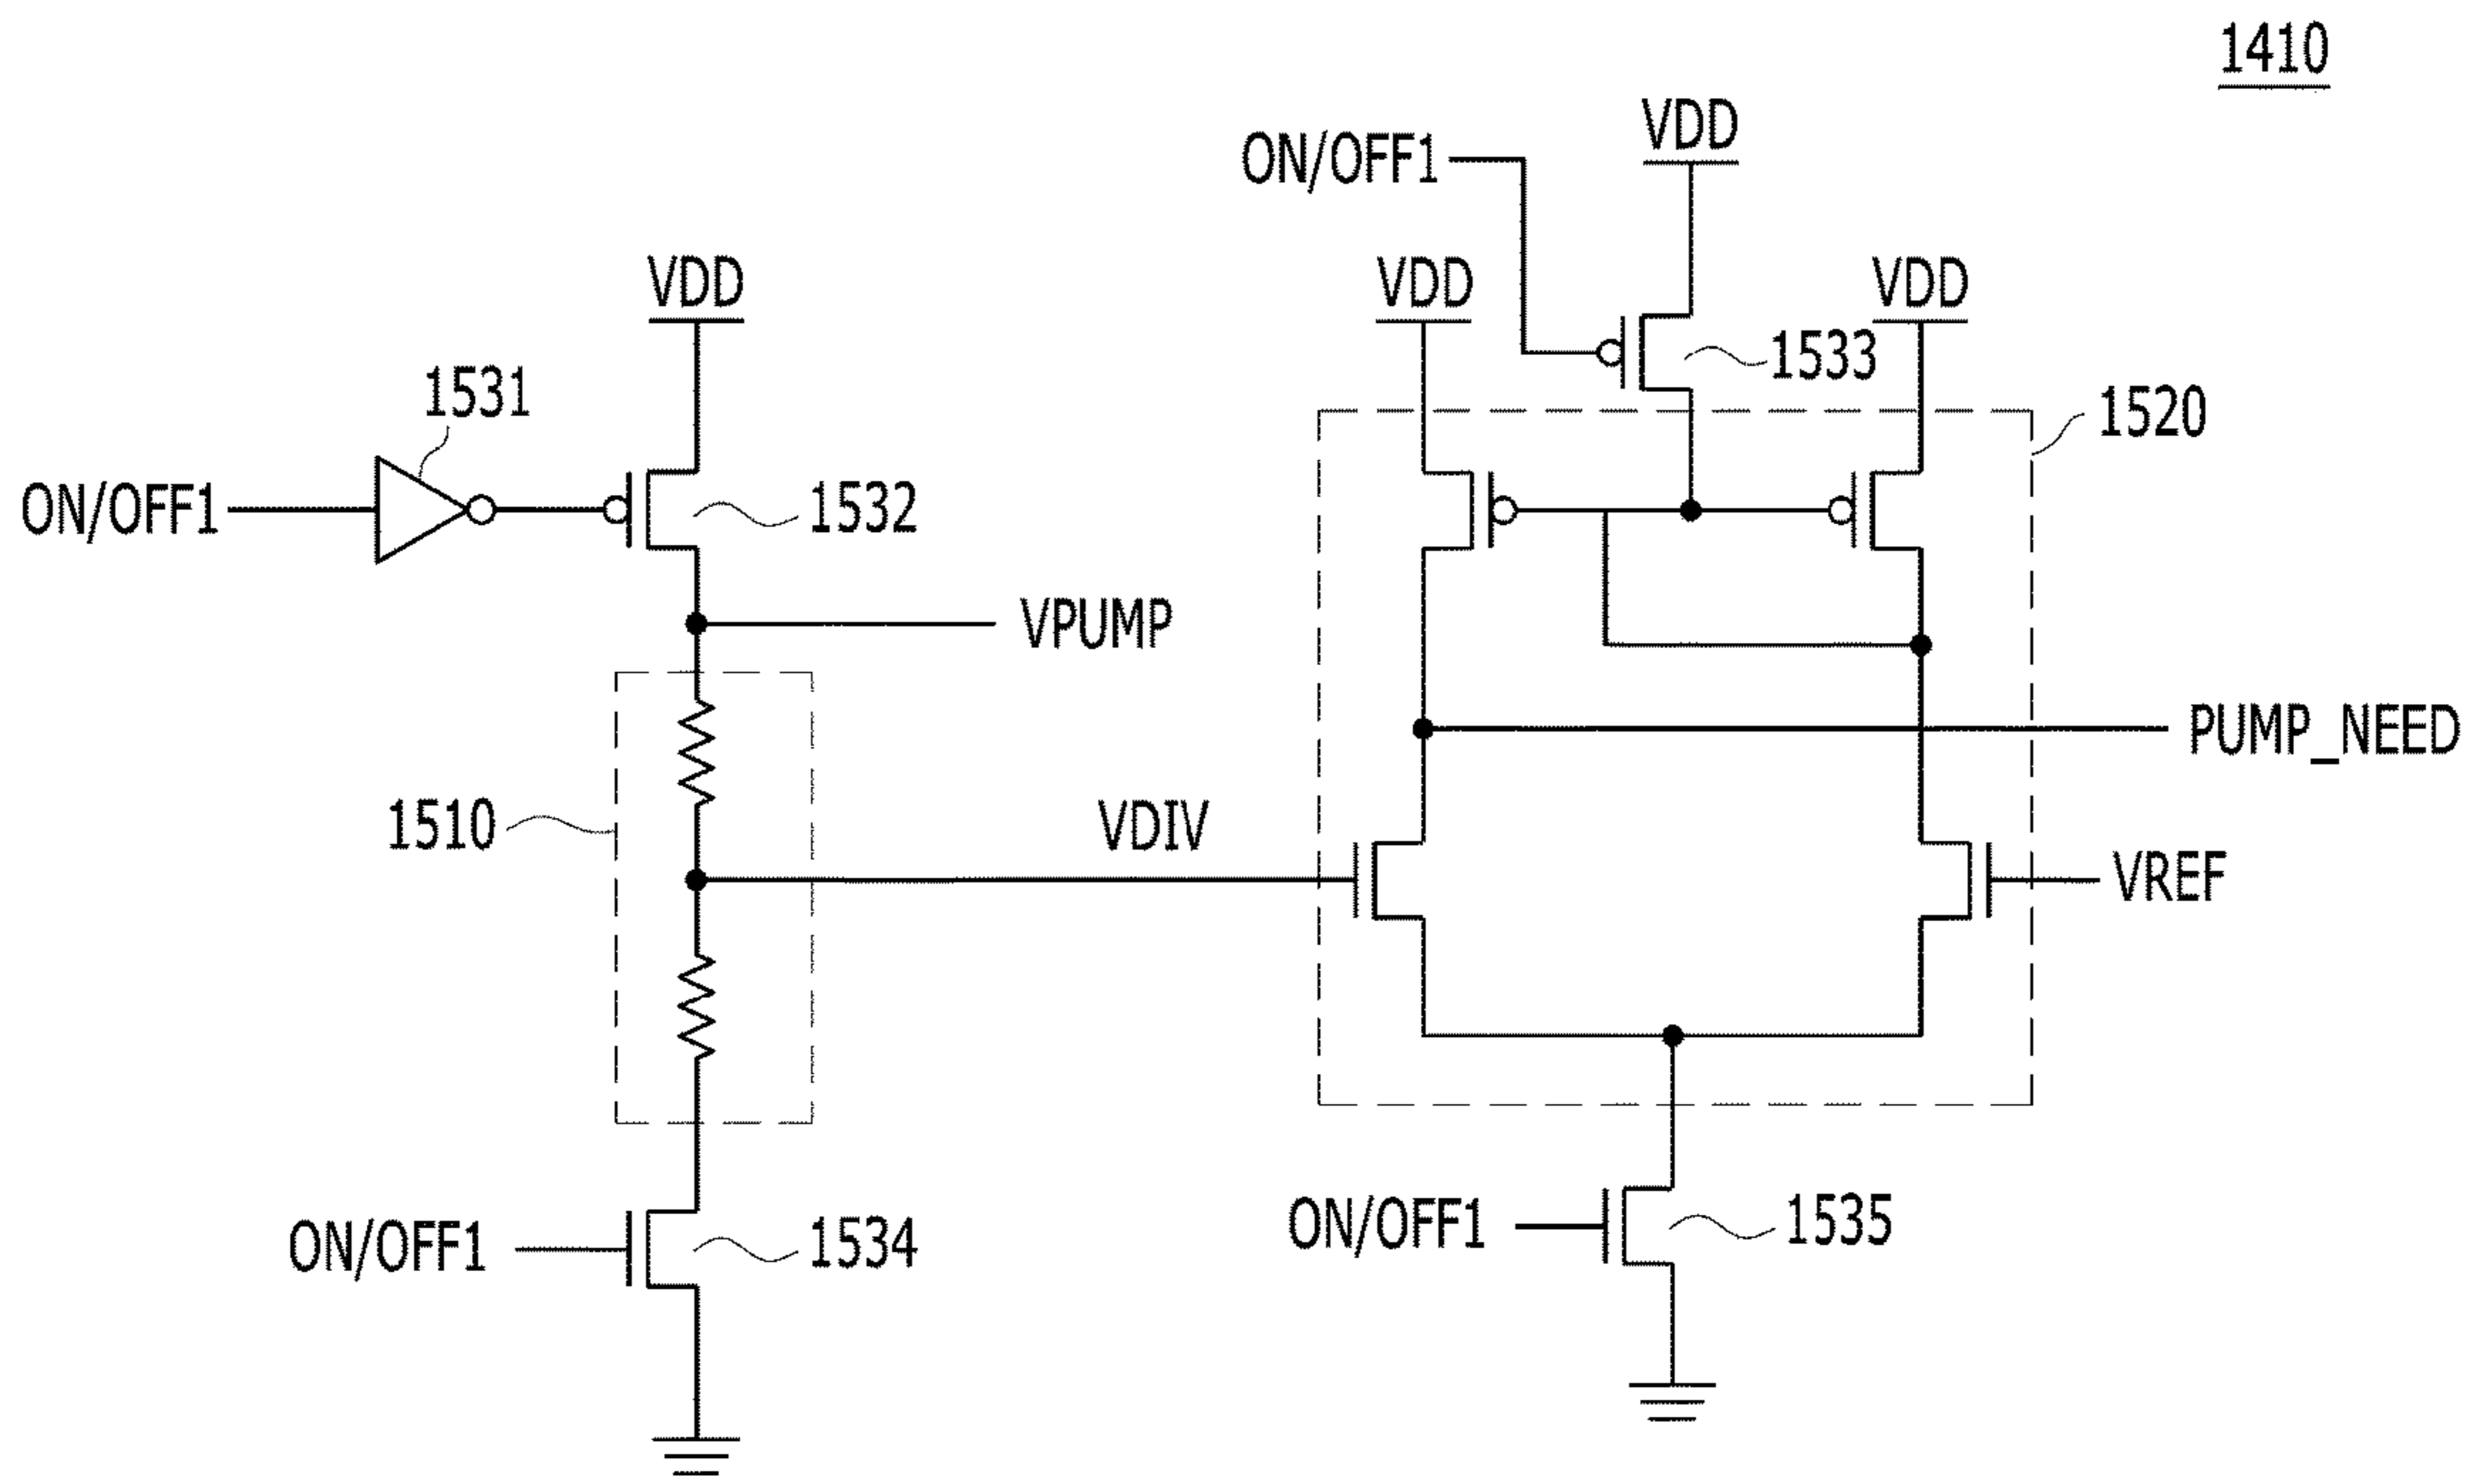 1410
VDD
ON/OFF1
VDD
VDD
VDD
1533
1531
1520
ON/OFF1
1532
VPUMP
PUMP_NEED
1510
VDIV
VREF
ON/OFF1
1534
ON/OFF1
1535